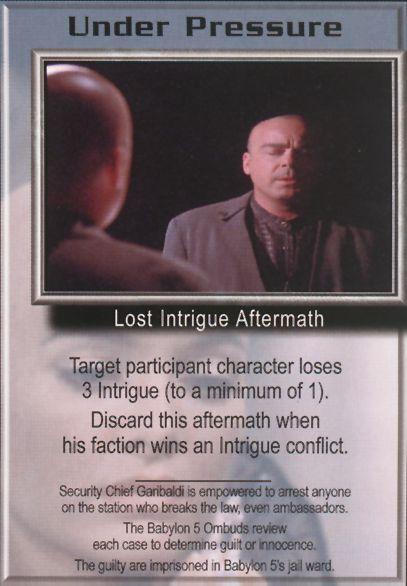 Under Pressure
Lost Intrigue Aftermath
Target participant character loses
3 Intrigue (to a minimum of 1).
Discard this aftermath when
his faction wins an Intrigue conflict.
Security Chief Garibaldi is empowered to arrest anyone
on the station who breaks the law, even ambassadors.
The Babylon 5 Ombuds review
each case to determine guilt or innocence.
The guilty are imprisoned in Babylon 5's jail ward.